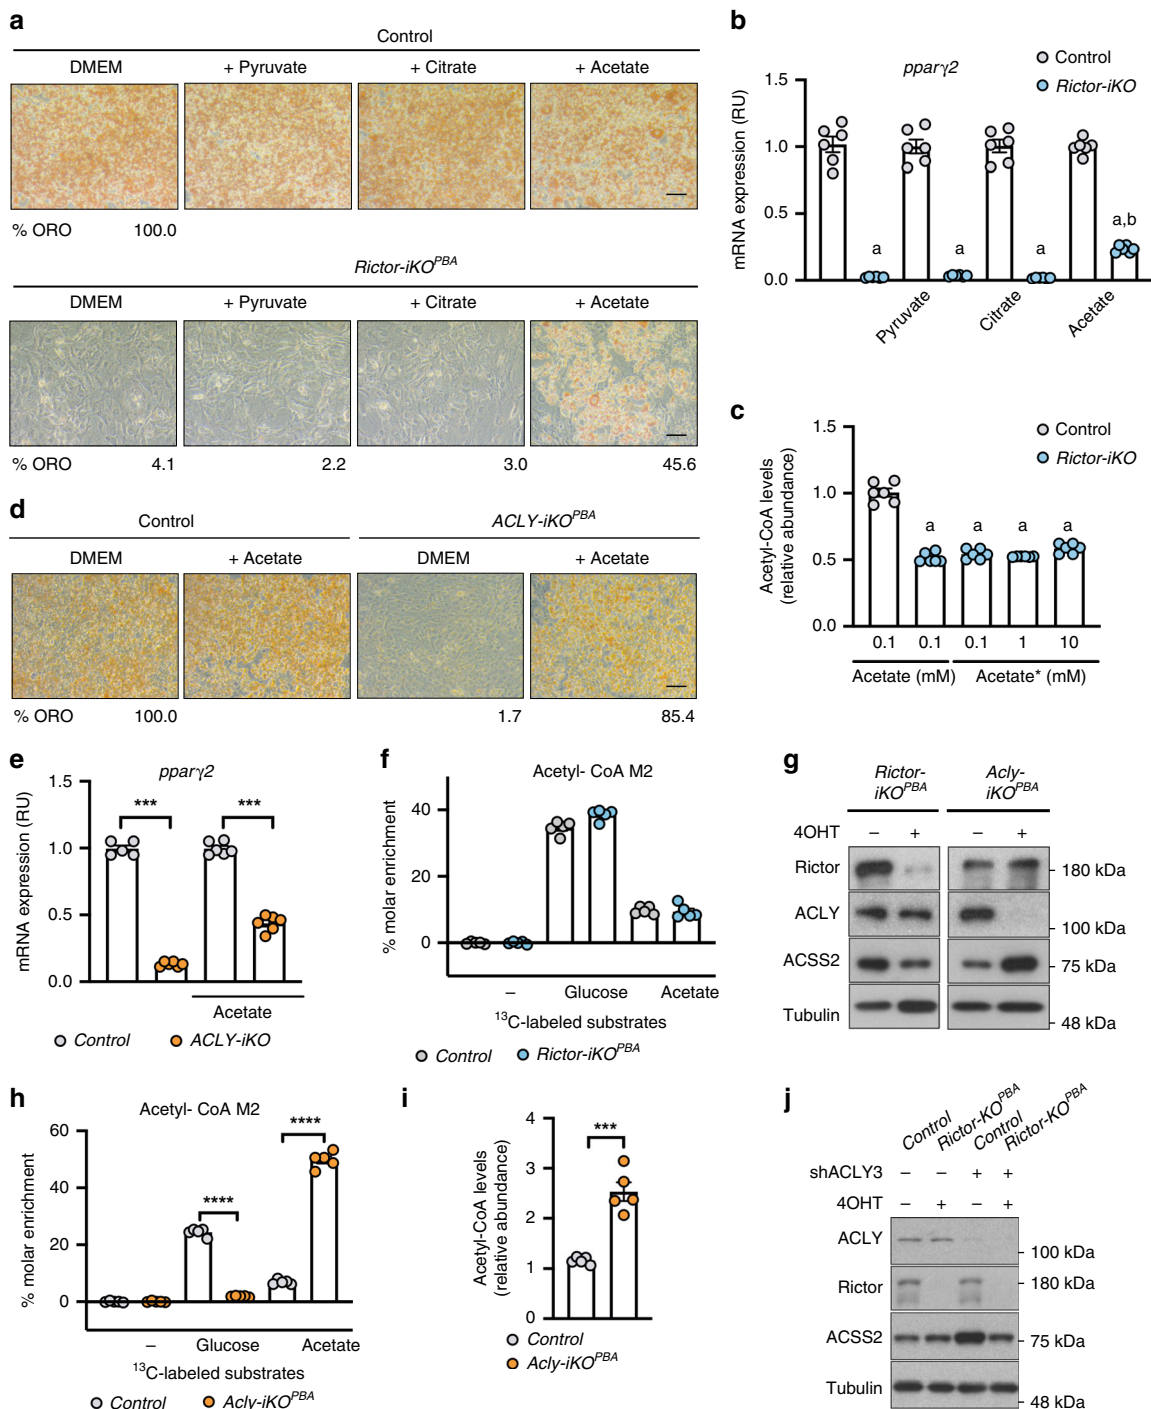 a
Control
DMEM + Pyruvate + Citrate + Acetate
% ORO 100.0
Rictor-iKO^PBA
DMEM + Pyruvate + Citrate + Acetate
% ORO 4.1 2.2 3.0 45.6
b
pparγ2
Control
Rictor-iKO
mRNA expression (RU)
1.5
1.0
0.5
0.0
a a a a,b
Pyruvate Citrate Acetate
c
Control
Rictor-iKO
Acetyl-CoA levels
(relative abundance)
1.5
1.0
0.5
0.0
a a a a
0.1 0.1 0.1 1 10
Acetate (mM) Acetate* (mM)
d
Control ACLY-iKO^PBA
DMEM + Acetate DMEM + Acetate
% ORO 100.0 1.7 85.4
e
pparγ2
mRNA expression (RU)
1.5
1.0
0.5
0.0
*** ***
Acetate
Control ACLY-iKO
f
Acetyl- CoA M2
% molar enrichment
40
20
0
– Glucose Acetate
¹³C-labeled substrates
Control Rictor-iKO^PBA
g
Rictor-iKO^PBA Acly-iKO^PBA
4OHT – + – +
Rictor 180 kDa
ACLY 100 kDa
ACSS2 75 kDa
Tubulin 48 kDa
h
Acetyl- CoA M2
% molar enrichment
60
40
20
0
**** ****
– Glucose Acetate
¹³C-labeled substrates
Control Acly-iKO^PBA
i
Acetyl-CoA levels
(relative abundance)
4
3
2
1
0
***
Control
Acly-iKO^PBA
j
Control Rictor-KO^PBA Control Rictor-KO^PBA
shACLY3 – – + +
4OHT – + – +
ACLY 100 kDa
Rictor 180 kDa
ACSS2 75 kDa
Tubulin 48 kDa